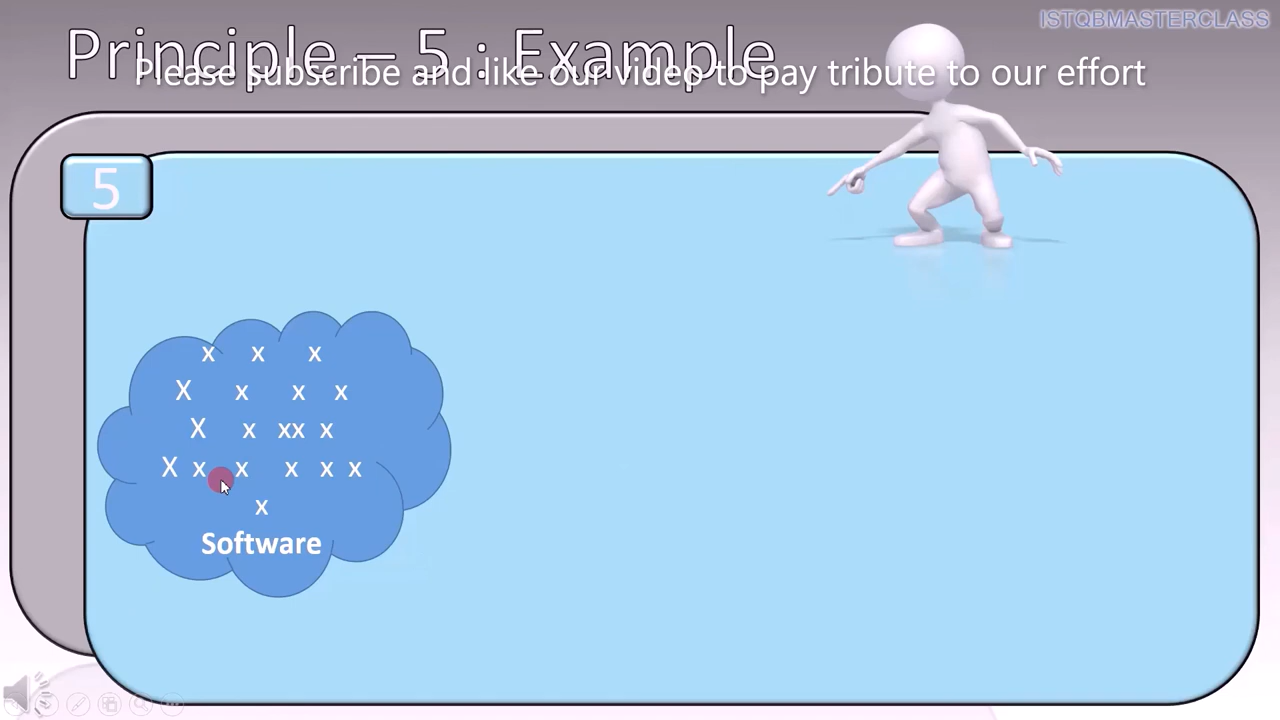 ISTQBMASTERCLASS
Principle – 5 : Example
Please subscribe and like our video to pay tribute to our effort
5
x x x
X x x x
X x xx x
X x x x x x
x
Software